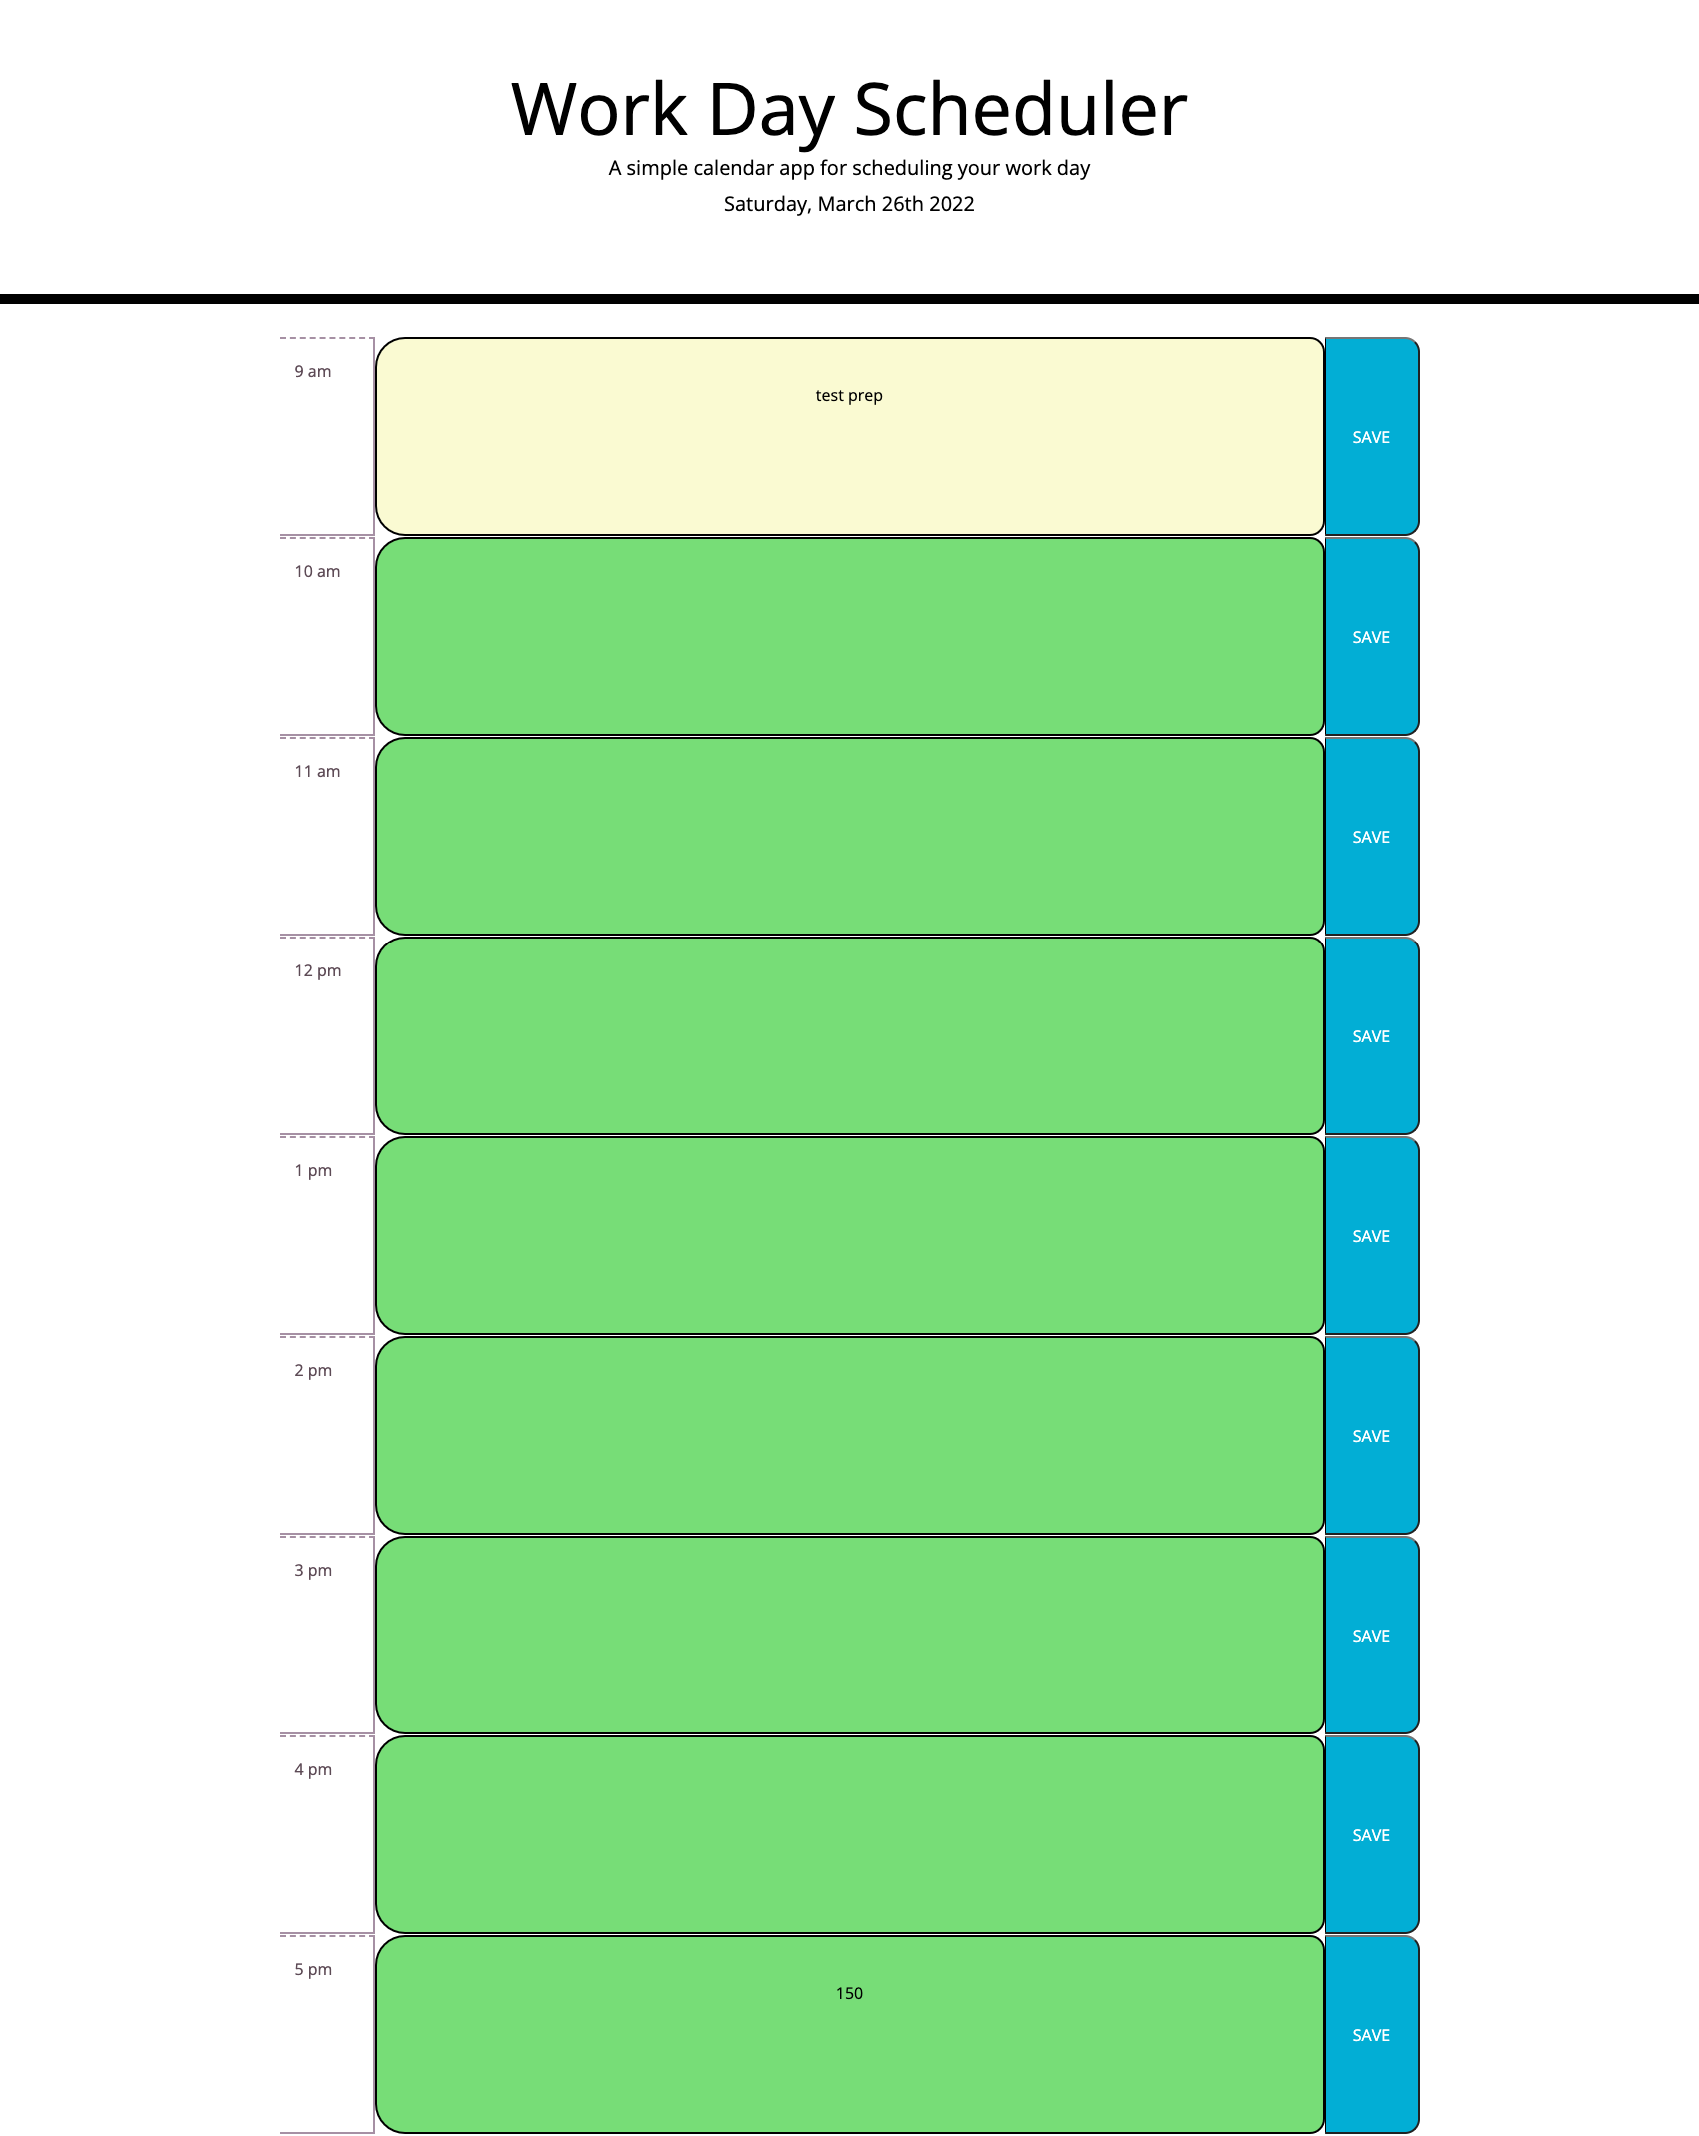 Work Day Scheduler
A simple calendar app for scheduling your work day
Saturday, March 26th 2022
9 am
test prep
SAVE
10 am
SAVE
11 am
SAVE
12 pm
SAVE
1 pm
SAVE
2 pm
SAVE
3 pm
SAVE
4 pm
SAVE
5 pm
150
SAVE